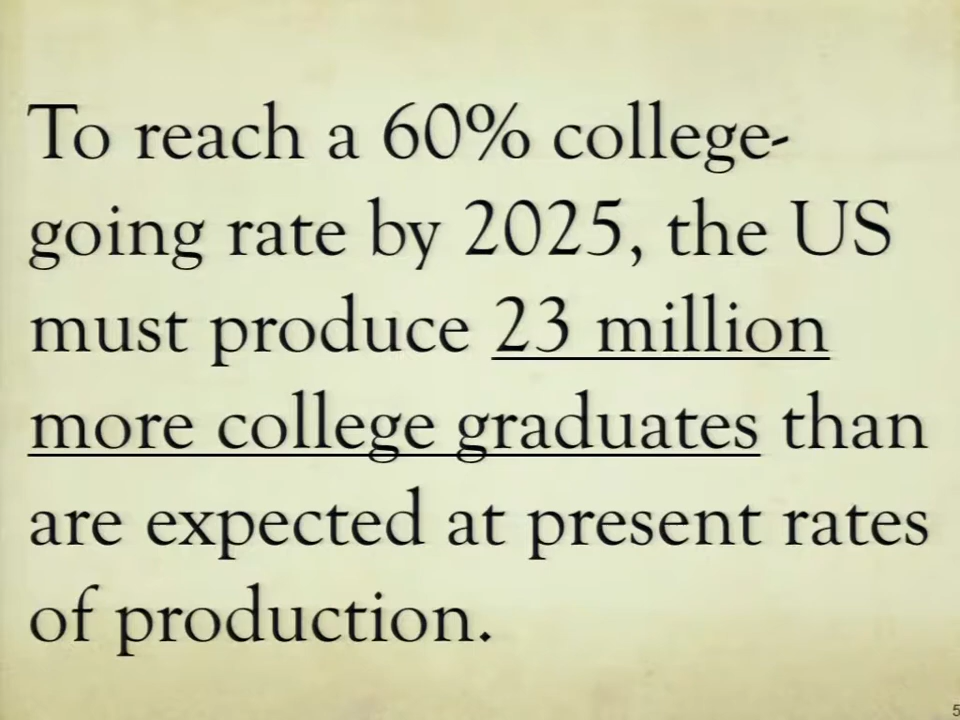 To reach a 60% college-
going rate by 2025, the US
must produce 23 million
more college graduates than
are expected at present rates
of production.
5